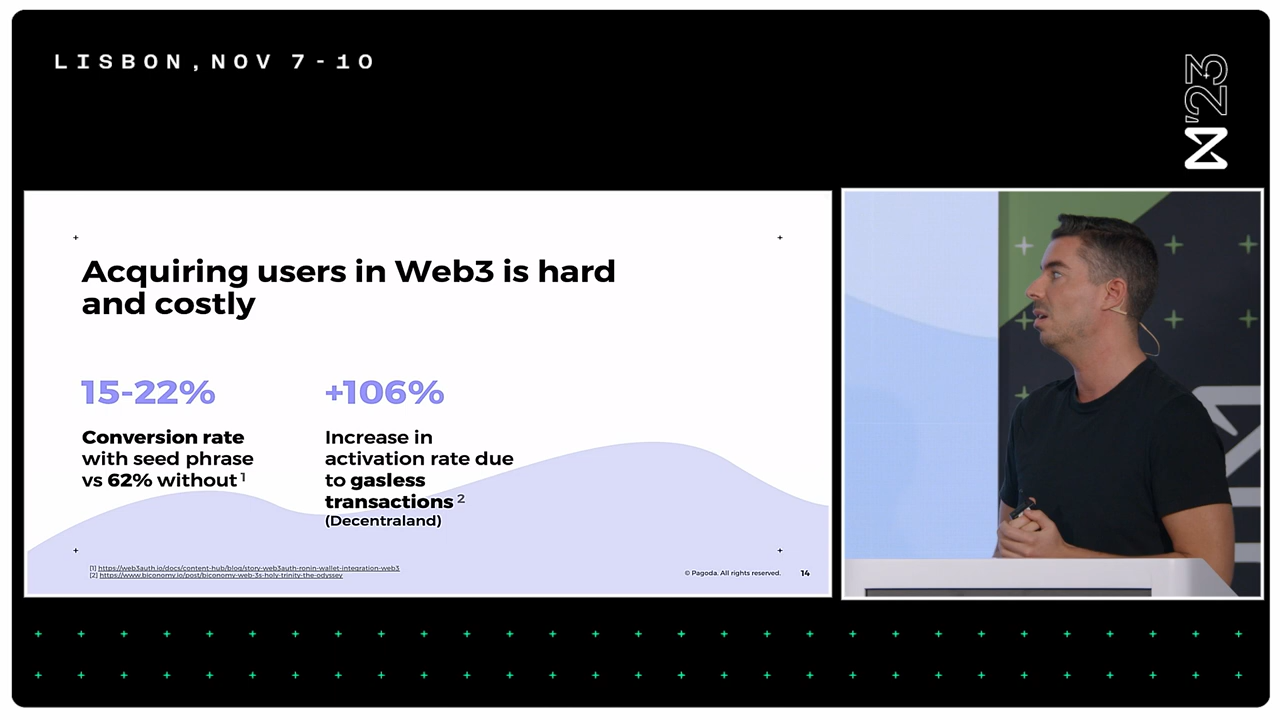 LISBON, NOV 7-10
'23
Acquiring users in Web3 is hard
and costly
15-22%
Conversion rate
with seed phrase
vs 62% without 1
+106%
Increase in
activation rate due
to gasless
transactions 2
(Decentraland)
[1] https://web3auth.io/docs/content-hub/blog/story-web3auth-ronin-wallet-integration-web3
[2] https://www.biconomy.io/post/biconomy-web-3s-holy-trinity-the-odyssey
© Pagoda. All rights reserved.
14